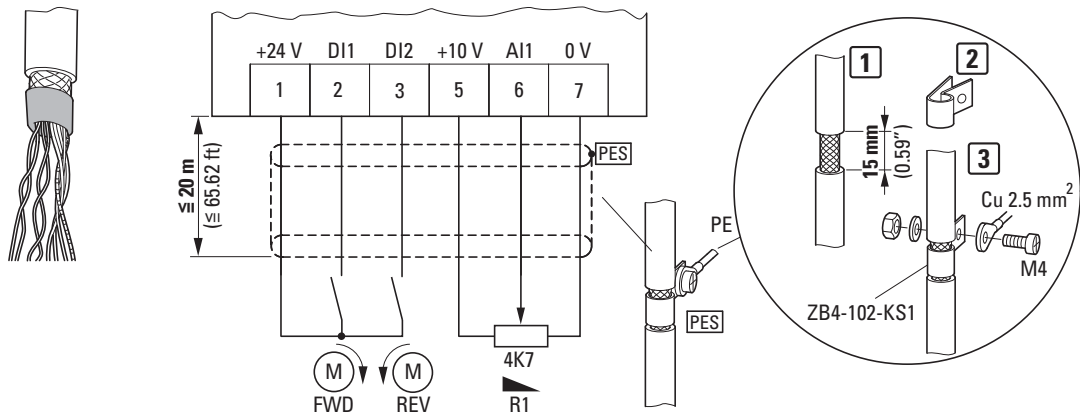 +24 V DI1 DI2 +10 V AI1 0 V
1 2 3 5 6 7
≤ 20 m
(≤ 65.62 ft)
PES
4K7
M M
FWD REV R1
PE
PES
1
2
15 mm
(0.59″)
3
Cu 2.5 mm²
M4
ZB4-102-KS1